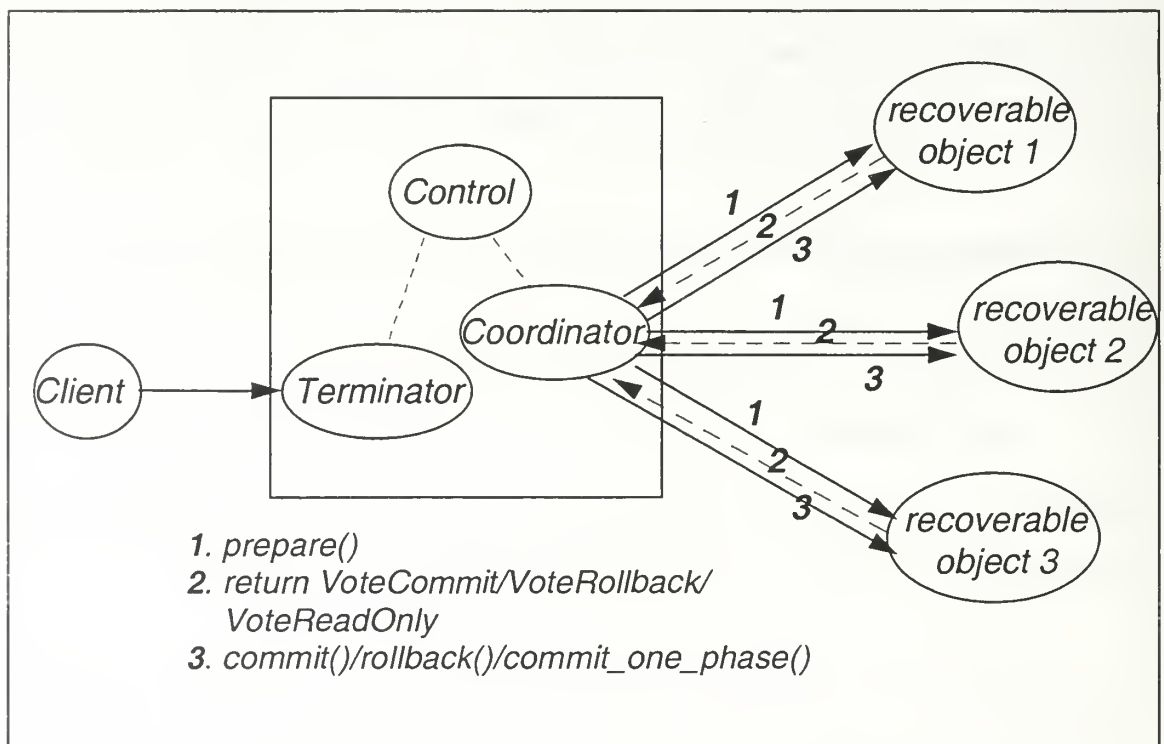 recoverable
object 1
Control
1
2
3
Coordinator
1
2
3
recoverable
object 2
Client
Terminator
1
2
3
recoverable
object 3
1. prepare()
2. return VoteCommit/VoteRollback/
VoteReadOnly
3. commit()/rollback()/commit_one_phase()